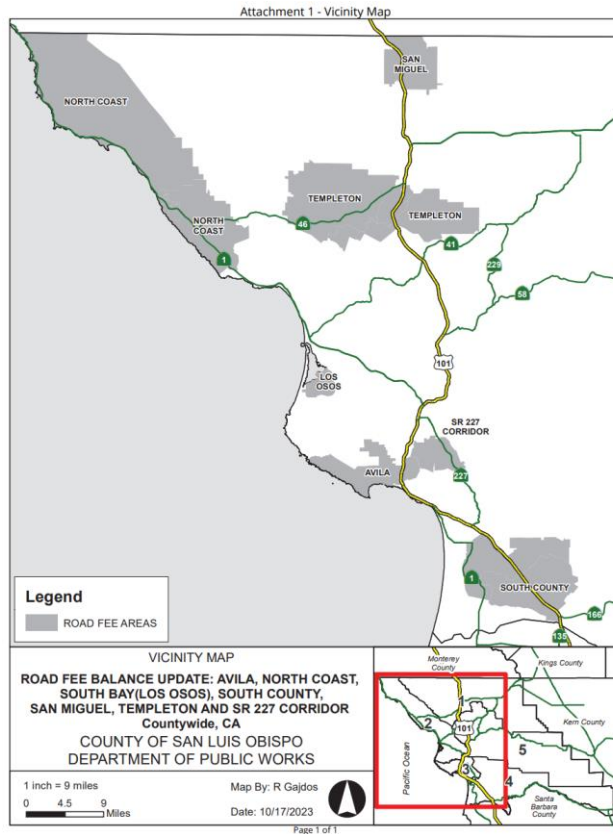 Attachment 1 - Vicinity Map
SAN
MIGUEL
NORTH COAST
TEMPLETON
TEMPLETON
NORTH
COAST
46
41
1
229
58
101
LOS
OSOS
SR 227
CORRIDOR
AVILA
227
1
SOUTH COUNTY
166
135
Legend
ROAD FEE AREAS
VICINITY MAP
ROAD FEE BALANCE UPDATE: AVILA, NORTH COAST,
SOUTH BAY(LOS OSOS), SOUTH COUNTY,
SAN MIGUEL, TEMPLETON AND SR 227 CORRIDOR
Countywide, CA
COUNTY OF SAN LUIS OBISPO
DEPARTMENT OF PUBLIC WORKS
1 inch = 9 miles
0 4.5 9
Miles
Map By: R Gajdos
Date: 10/17/2023
Monterey
County
Kings County
1
2
101
Kern County
5
3
4
Pacific Ocean
Santa
Barbara
County
Page 1 of 1